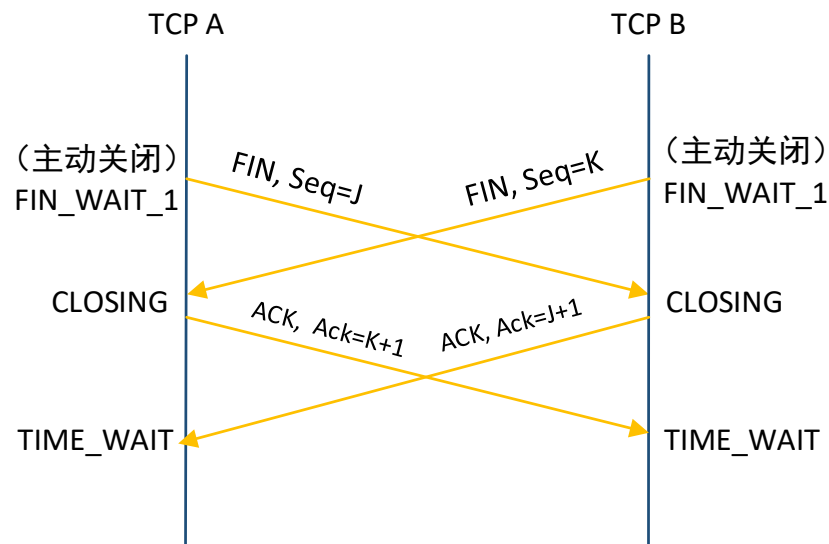 TCP A
TCP B
（主动关闭）
FIN_WAIT_1
FIN, Seq=J
FIN, Seq=K
（主动关闭）
FIN_WAIT_1
CLOSING
CLOSING
ACK, Ack=K+1
ACK, Ack=J+1
TIME_WAIT
TIME_WAIT